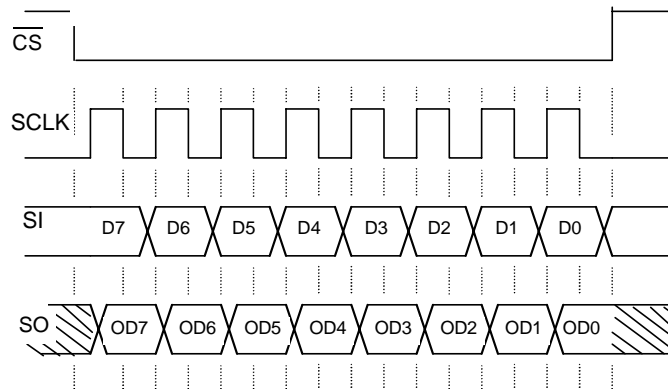 C̅S̅
SCLK
SI D7 D6 D5 D4 D3 D2 D1 D0
SO OD7 OD6 OD5 OD4 OD3 OD2 OD1 OD0